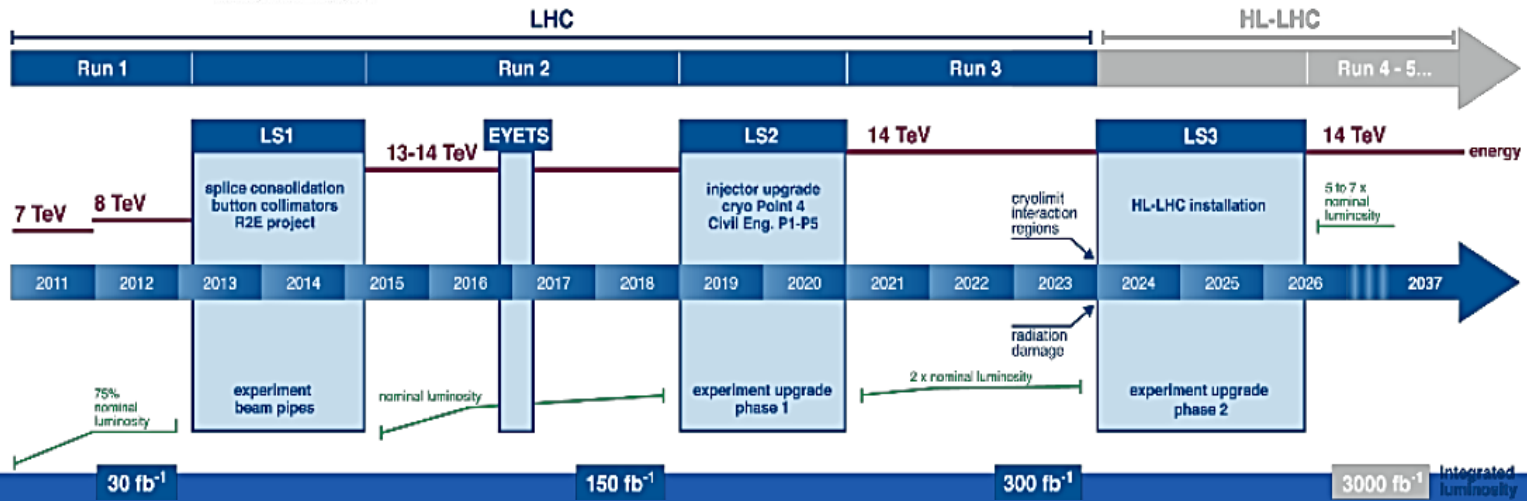 LHC
HL-LHC
Run 1
Run 2
Run 3
Run 4 - 5...
LS1
EYETS
LS2
LS3
13-14 TeV
14 TeV
14 TeV
energy
7 TeV
8 TeV
splice consolidation
button collimators
R2E project
injector upgrade
cryo Point 4
Civil Eng. P1-P5
cryolimit
interaction
regions
HL-LHC installation
5 to 7 x
nominal
luminosity
2011
2012
2013
2014
2015
2016
2017
2018
2019
2020
2021
2022
2023
2024
2025
2026
2037
radiation
damage
75%
nominal
luminosity
experiment
beam pipes
nominal luminosity
experiment upgrade
phase 1
2 x nominal luminosity
experiment upgrade
phase 2
30 fb⁻¹
150 fb⁻¹
300 fb⁻¹
3000 fb⁻¹
integrated
luminosity